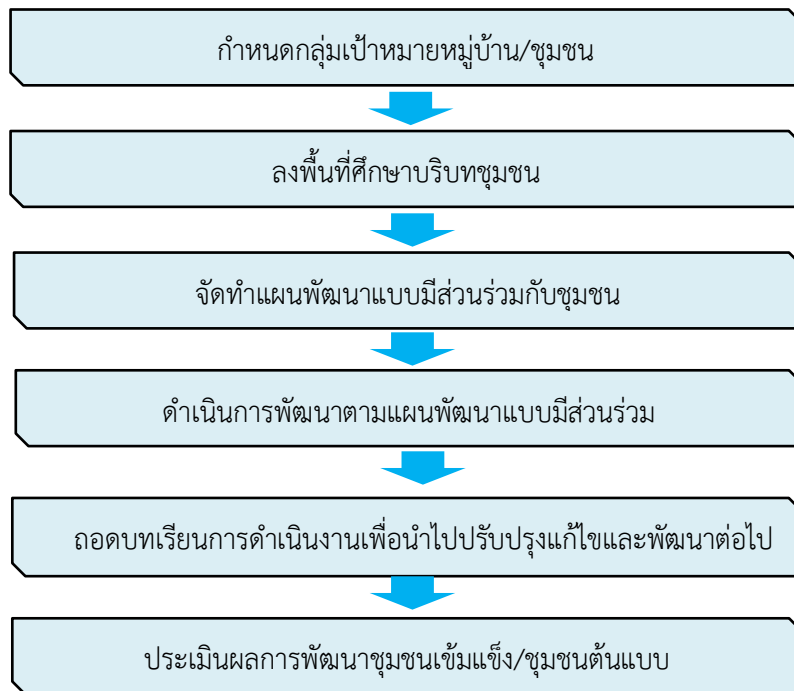 กำหนดกลุ่มเป้าหมายหมู่บ้าน/ชุมชน
ลงพื้นที่ศึกษาบริบทชุมชน
จัดทำแผนพัฒนาแบบมีส่วนร่วมกับชุมชน
ดำเนินการพัฒนาตามแผนพัฒนาแบบมีส่วนร่วม
ถอดบทเรียนการดำเนินงานเพื่อนำไปปรับปรุงแก้ไขและพัฒนาต่อไป
ประเมินผลการพัฒนาชุมชนเข้มแข็ง/ชุมชนต้นแบบ